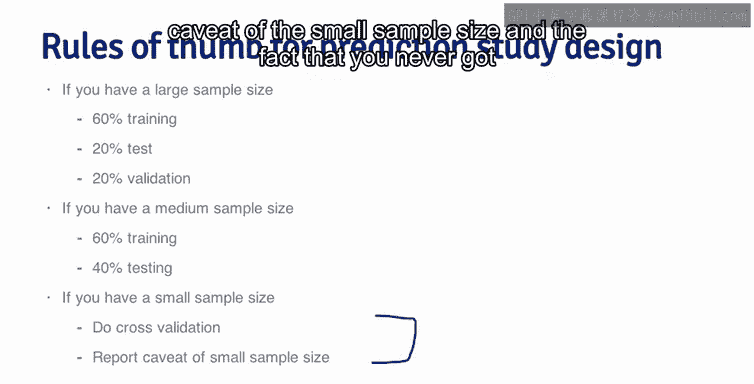 caveat of the small sample size and the
fact that you never got
Rules of thumb for prediction study design
• If you have a large sample size
- 60% training
- 20% test
- 20% validation
• If you have a medium sample size
- 60% training
- 40% testing
• If you have a small sample size
- Do cross validation
- Report caveat of small sample size